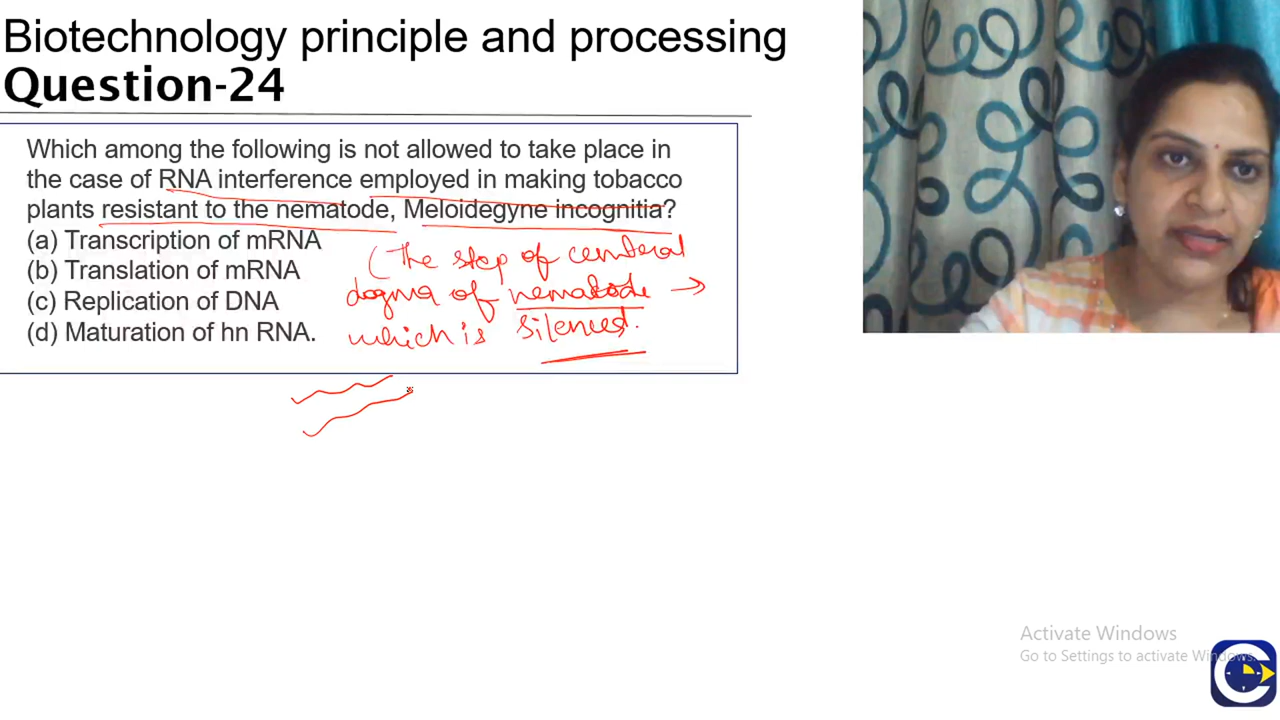 Biotechnology principle and processing
Question-24
Which among the following is not allowed to take place in
the case of RNA interference employed in making tobacco
plants resistant to the nematode, Meloidegyne incognitia?
(a) Transcription of mRNA
(b) Translation of mRNA
(c) Replication of DNA
(d) Maturation of hn RNA.
(The step of centeral
dogma of nematode →
which is silenced.
Activate Windows
Go to Settings to activate Windows.